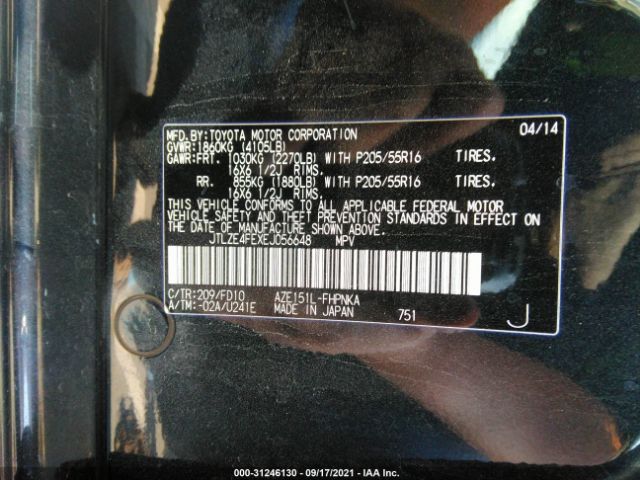 MFD. BY: TOYOTA MOTOR CORPORATION 04/14
GVWR: 1860KG (4105LB)
GAWR: FRT. 1030KG (2270LB) WITH P205/55R16 TIRES.
16X6 1/2J RIMS.
RR. 855KG (1880LB) WITH P205/55R16 TIRES.
16X6 1/2J RIMS.
THIS VEHICLE CONFORMS TO ALL APPLICABLE FEDERAL MOTOR
VEHICLE SAFETY AND THEFT PREVENTION STANDARDS IN EFFECT ON
THE DATE OF MANUFACTURE SHOWN ABOVE.
JTLZE4FEXEJ056648 MPV
C/TR: 209/FD10 AZE151L-FHPNKA
A/TM: -02A/U241E MADE IN JAPAN 751 J
000-31246130 - 09/17/2021 - IAA Inc.